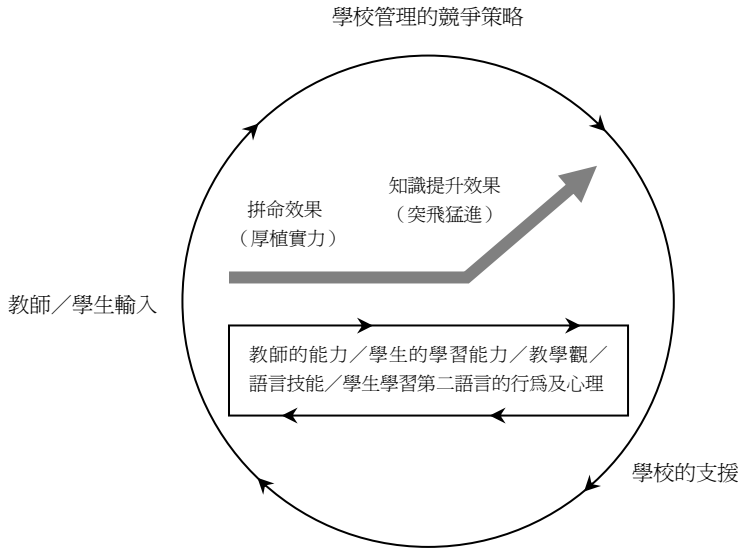 學校管理的競爭策略
知識提升效果
（突飛猛進）
拚命效果
（厚植實力）
教師／學生輸入
教師的能力／學生的學習能力／教學觀／
語言技能／學生學習第二語言的行爲及心理
學校的支援